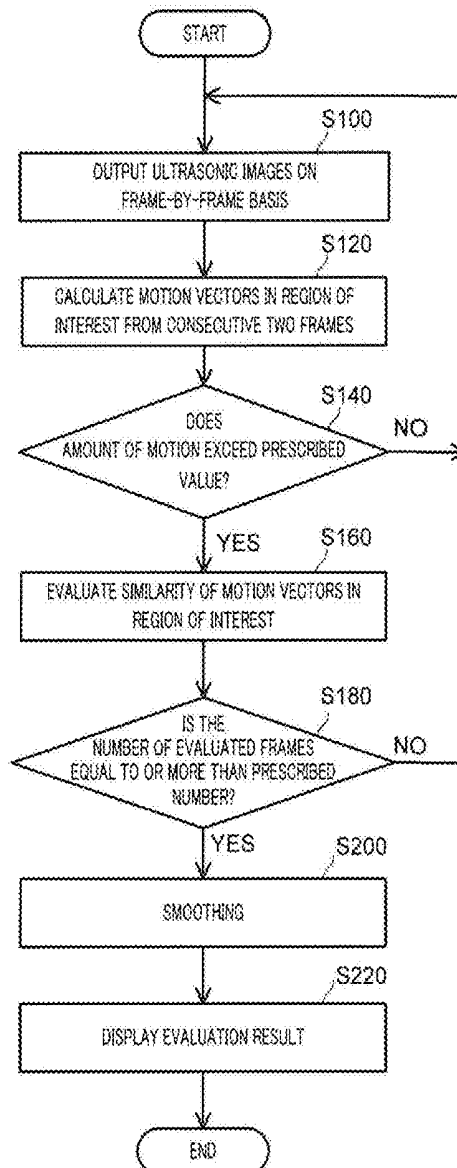 START
S100
OUTPUT ULTRASONIC IMAGES ON
FRAME-BY-FRAME BASIS
S120
CALCULATE MOTION VECTORS IN REGION OF
INTEREST FROM CONSECUTIVE TWO FRAMES
S140
DOES
AMOUNT OF MOTION EXCEED PRESCRIBED
VALUE?
NO
YES
S160
EVALUATE SIMILARITY OF MOTION VECTORS IN
REGION OF INTEREST
S180
IS THE
NUMBER OF EVALUATED FRAMES
EQUAL TO OR MORE THAN PRESCRIBED
NUMBER?
NO
YES
S200
SMOOTHING
S220
DISPLAY EVALUATION RESULT
END